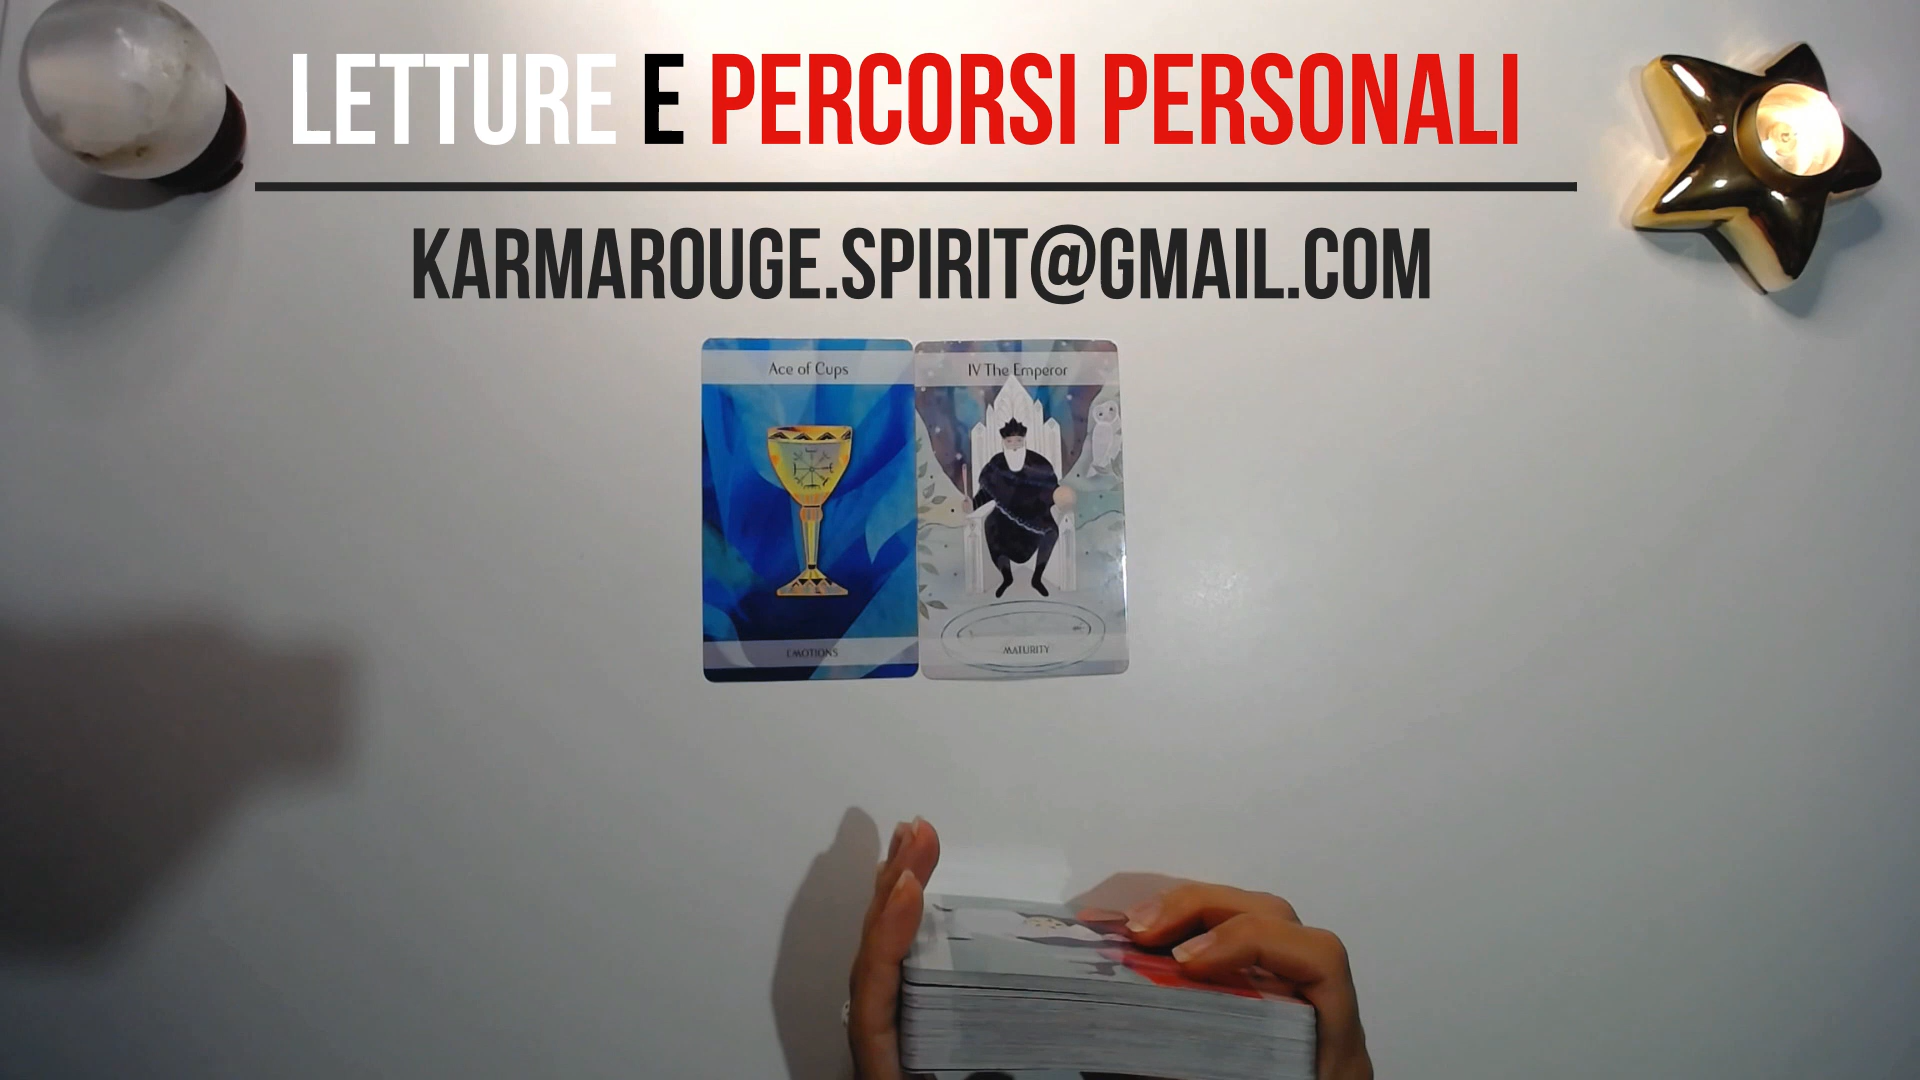 LETTURE E PERCORSI PERSONALI
KARMAROUGE.SPIRIT@GMAIL.COM
Ace of Cups
IV The Emperor
EMOTIONS
MATURITY